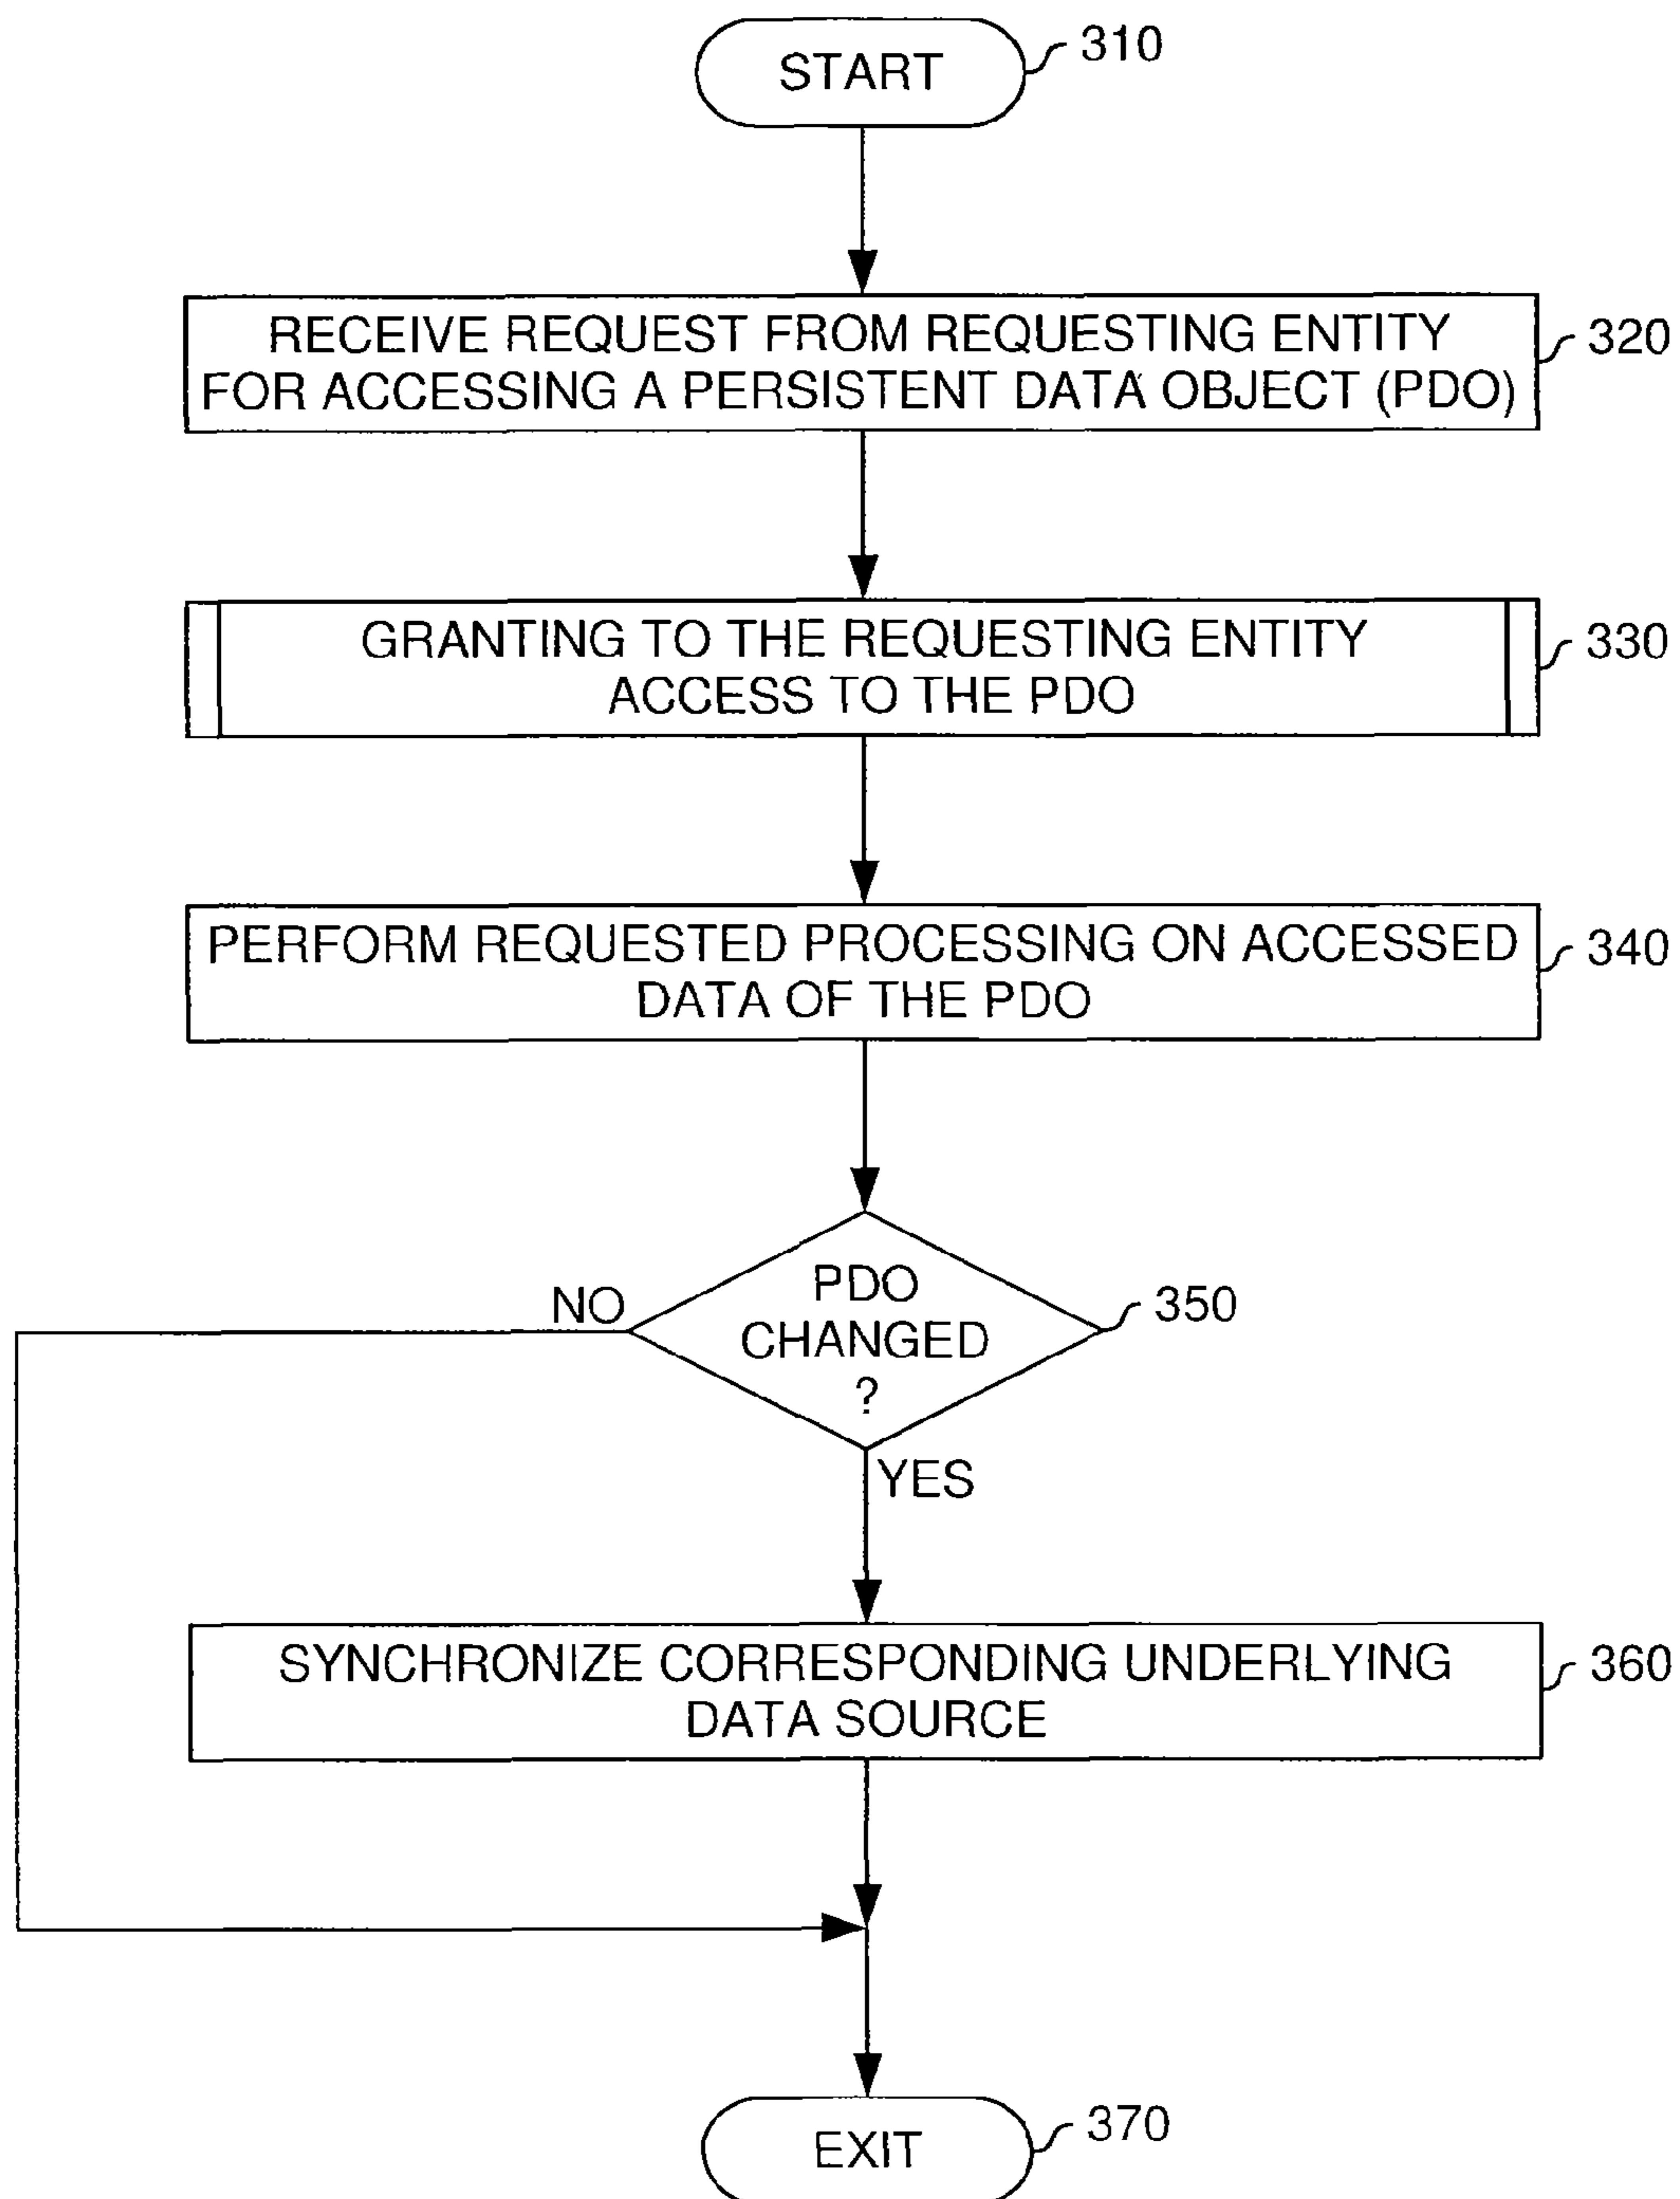 START
310
RECEIVE REQUEST FROM REQUESTING ENTITY
FOR ACCESSING A PERSISTENT DATA OBJECT (PDO)
320
GRANTING TO THE REQUESTING ENTITY
ACCESS TO THE PDO
330
PERFORM REQUESTED PROCESSING ON ACCESSED
DATA OF THE PDO
340
PDO
CHANGED
?
350
NO
YES
SYNCHRONIZE CORRESPONDING UNDERLYING
DATA SOURCE
360
EXIT
370